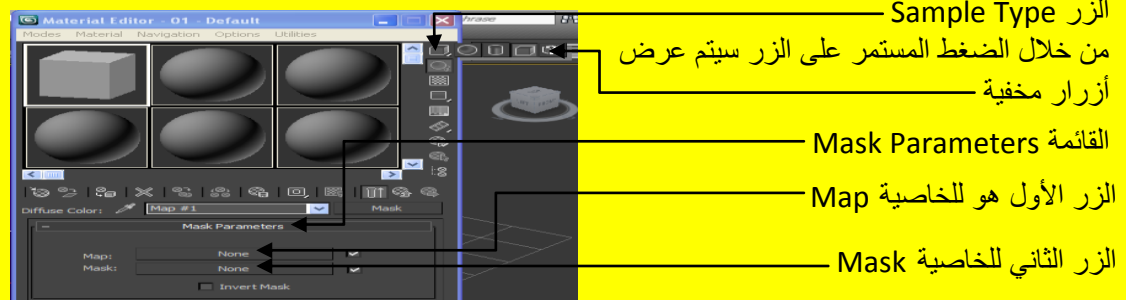 الزر Sample Type
من خلال الضغط المستمر على الزر سيتم عرض
أزرار مخفية
القائمة Mask Parameters
الزر الأول هو للخاصية Map
الزر الثاني للخاصية Mask
Material Editor - 01 - Default
Modes Material Navigation Options Utilities
Diffuse Color: Map #1 Mask
Mask Parameters
Map: None
Mask: None
Invert Mask